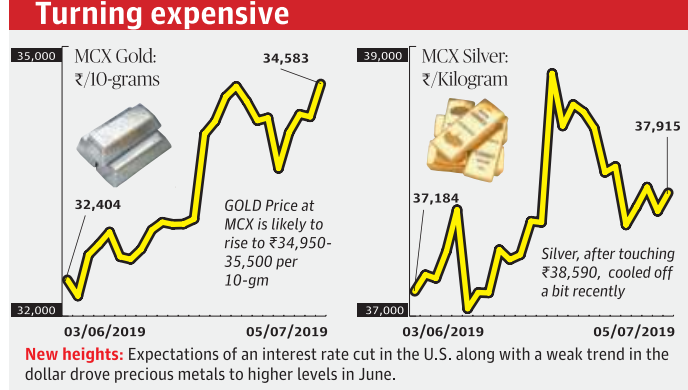 Turning expensive
35,000
MCX Gold:
₹/10-grams
34,583
32,404
GOLD Price at
MCX is likely to
rise to ₹34,950-
35,500 per
10-gm
32,000
03/06/2019
05/07/2019
39,000
MCX Silver:
₹/Kilogram
37,915
37,184
Silver, after touching
₹38,590, cooled off
a bit recently
37,000
03/06/2019
05/07/2019
New heights: Expectations of an interest rate cut in the U.S. along with a weak trend in the
dollar drove precious metals to higher levels in June.